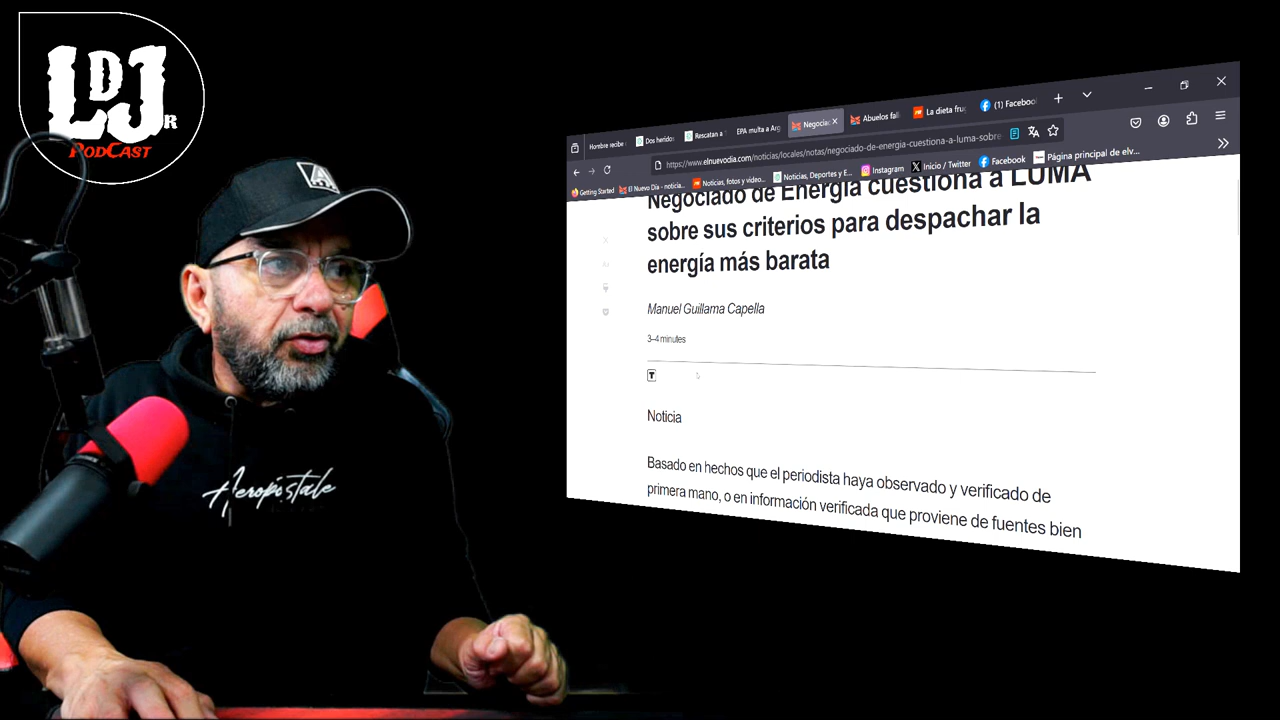 LDJR
PODCAST
Aeropostale
Hombre recibe
Dos heridos
Rescatan a
EPA multa a Arg
Negocia
Abuelos fal
La dieta fru
(1) Faceboo
https://www.elnuevodia.com/noticias/locales/notas/negociado-de-energia-cuestiona-a-luma-sobre
Getting Started
El Nuevo Día - noticia...
Noticias, fotos y video...
Noticias, Deportes y E...
Instagram
Inicio / Twitter
Facebook
Página principal de elv...
Negociado de Energía cuestiona a LUMA
sobre sus criterios para despachar la
energía más barata
Manuel Guillama Capella
3–4 minutes
T
Noticia
Basado en hechos que el periodista haya observado y verificado de
primera mano, o en información verificada que proviene de fuentes bien